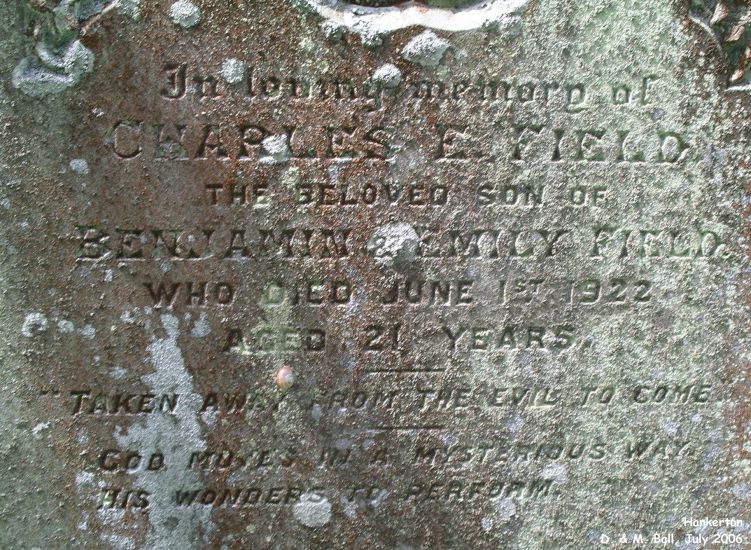 In loving memory of
CHARLES E. FIELD
THE BELOVED SON OF
BENJAMIN & EMILY FIELD.
WHO DIED JUNE 1ST. 1922
AGED 21 YEARS.
"TAKEN AWAY FROM THE EVIL TO COME."
GOD MOVES IN A MYSTERIOUS WAY.
HIS WONDERS TO PERFORM.
Hankerton
D. & M. Ball, July 2006